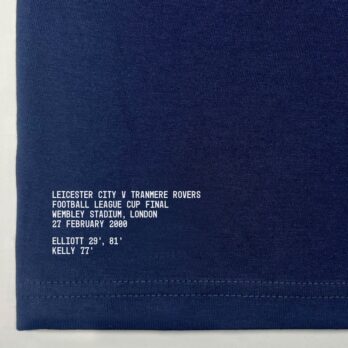 LEICESTER CITY V TRANMERE ROVERS
FOOTBALL LEAGUE CUP FINAL
WEMBLEY STADIUM, LONDON
27 FEBRUARY 2000
ELLIOTT 29', 81'
KELLY 77'